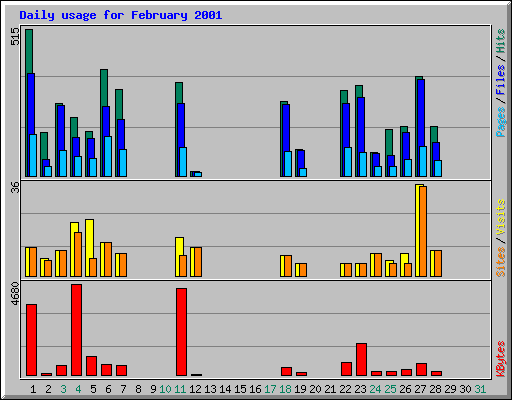 Daily usage for February 2001
515
Pages / Files / Hits
36
Sites / Visits
4680
KBytes
1 2 3 4 5 6 7 8 9 10 11 12 13 14 15 16 17 18 19 20 21 22 23 24 25 26 27 28 29 30 31